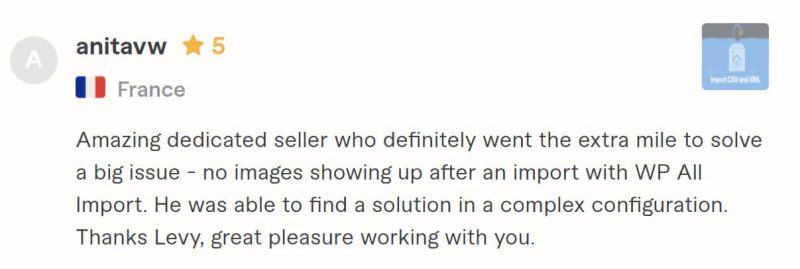 A
anitavw ★ 5
France
Import CSV and XML
Amazing dedicated seller who definitely went the extra mile to solve
a big issue - no images showing up after an import with WP All
Import. He was able to find a solution in a complex configuration.
Thanks Levy, great pleasure working with you.